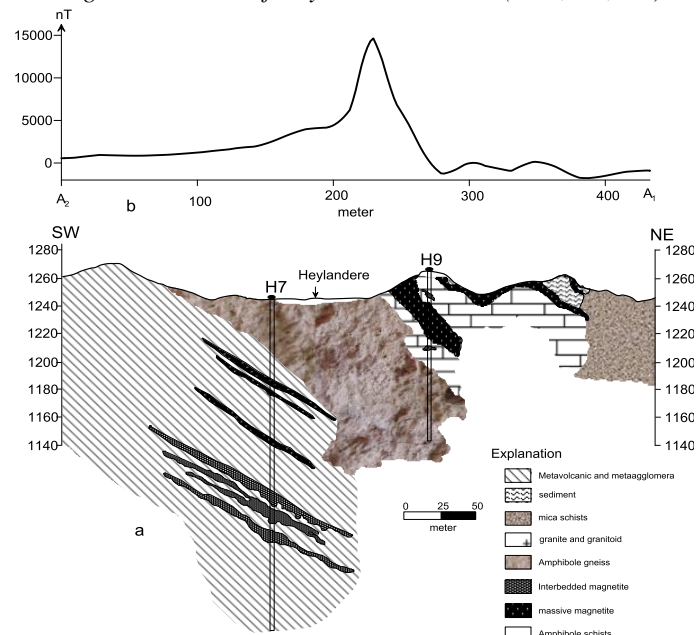 nT
15000
10000
5000
0
100 200 300 400
A2 b meter A1
SW NE
1280 1280
1260 1260
1240 1240
1220 1220
1200 1200
1180 1180
1160 1160
1140 1140
H7 Heylandere H9
a
0 25 50
meter
Explanation
Metavolcanic and metaagglomera
sediment
mica schists
granite and granitoid
Amphibole gneiss
Interbedded magnetite
massive magnetite
Amphibole schists